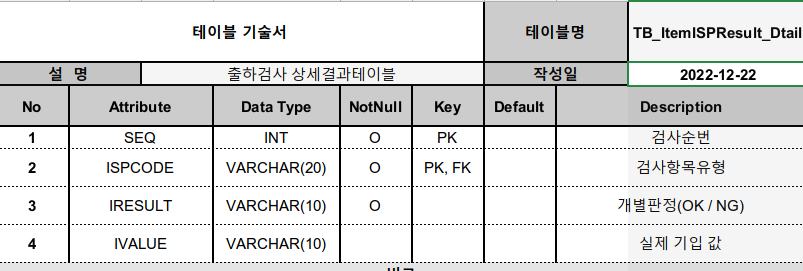 테이블 기술서 테이블명 TB_ItemISPResult_Dtail
설 명 출하검사 상세결과테이블 작성일 2022-12-22
No Attribute Data Type NotNull Key Default Description
1 SEQ INT O PK 검사순번
2 ISPCODE VARCHAR(20) O PK, FK 검사항목유형
3 IRESULT VARCHAR(10) O 개별판정(OK / NG)
4 IVALUE VARCHAR(10) 실제 기입 값